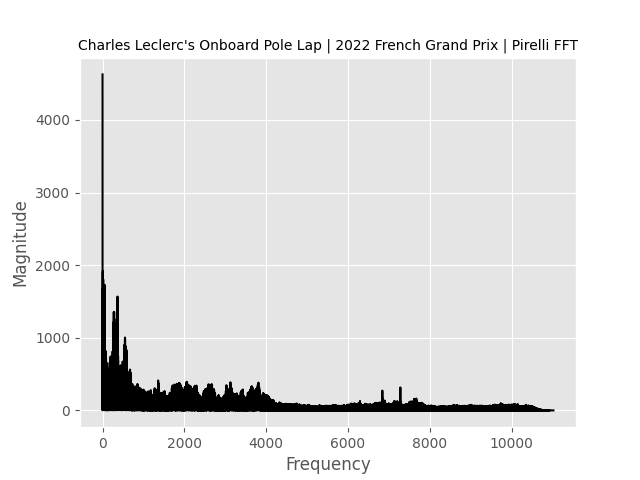 Charles Leclerc's Onboard Pole Lap | 2022 French Grand Prix | Pirelli FFT
4000
3000
2000
1000
0
Magnitude
0 2000 4000 6000 8000 10000
Frequency